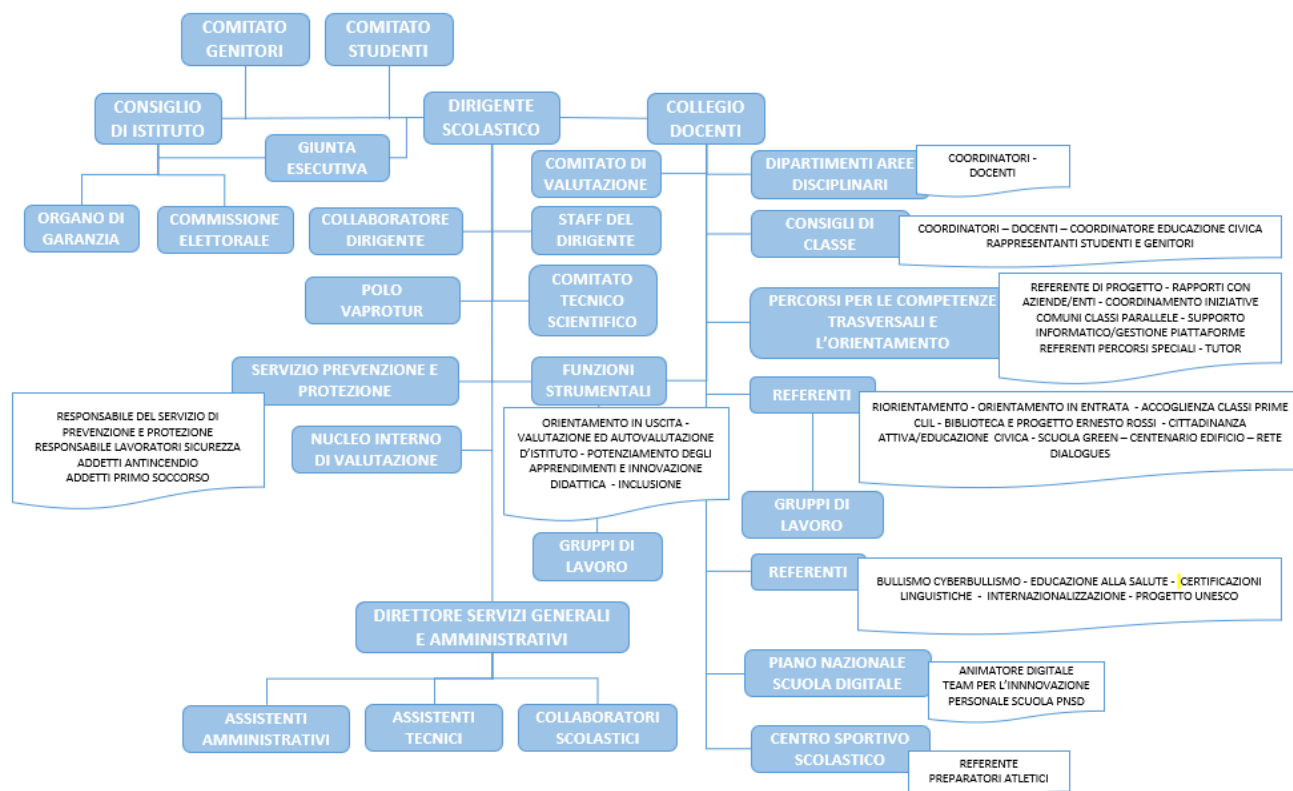 COMITATO
GENITORI
COMITATO
STUDENTI
CONSIGLIO
DI ISTITUTO
DIRIGENTE
SCOLASTICO
COLLEGIO
DOCENTI
GIUNTA
ESECUTIVA
COMITATO DI
VALUTAZIONE
DIPARTIMENTI AREE
DISCIPLINARI
COORDINATORI -
DOCENTI
ORGANO DI
GARANZIA
COMMISSIONE
ELETTORALE
COLLABORATORE
DIRIGENTE
STAFF DEL
DIRIGENTE
CONSIGLI DI
CLASSE
COORDINATORI – DOCENTI – COORDINATORE EDUCAZIONE CIVICA
RAPPRESENTANTI STUDENTI E GENITORI
POLO
VAPROTUR
COMITATO
TECNICO
SCIENTIFICO
PERCORSI PER LE COMPETENZE
TRASVERSALI E
L'ORIENTAMENTO
REFERENTE DI PROGETTO - RAPPORTI CON
AZIENDE/ENTI - COORDINAMENTO INIZIATIVE
COMUNI CLASSI PARALLELE - SUPPORTO
INFORMATICO/GESTIONE PIATTAFORME
REFERENTI PERCORSI SPECIALI - TUTOR
SERVIZIO PREVENZIONE E
PROTEZIONE
FUNZIONI
STRUMENTALI
REFERENTI
RESPONSABILE DEL SERVIZIO DI
PREVENZIONE E PROTEZIONE
RESPONSABILE LAVORATORI SICUREZZA
ADDETTI ANTINCENDIO
ADDETTI PRIMO SOCCORSO
NUCLEO INTERNO
DI VALUTAZIONE
ORIENTAMENTO IN USCITA -
VALUTAZIONE ED AUTOVALUTAZIONE
D'ISTITUTO - POTENZIAMENTO DEGLI
APPRENDIMENTI E INNOVAZIONE
DIDATTICA - INCLUSIONE
RIORIENTAMENTO - ORIENTAMENTO IN ENTRATA - ACCOGLIENZA CLASSI PRIME
CLIL - BIBLIOTECA E PROGETTO ERNESTO ROSSI - CITTADINANZA
ATTIVA/EDUCAZIONE CIVICA - SCUOLA GREEN – CENTENARIO EDIFICIO – RETE
DIALOGUES
GRUPPI DI
LAVORO
GRUPPI DI
LAVORO
REFERENTI
BULLISMO CYBERBULLISMO - EDUCAZIONE ALLA SALUTE - CERTIFICAZIONI
LINGUISTICHE - INTERNAZIONALIZZAZIONE - PROGETTO UNESCO
DIRETTORE SERVIZI GENERALI
E AMMINISTRATIVI
PIANO NAZIONALE
SCUOLA DIGITALE
ANIMATORE DIGITALE
TEAM PER L'INNNOVAZIONE
PERSONALE SCUOLA PNSD
ASSISTENTI
AMMINISTRATIVI
ASSISTENTI
TECNICI
COLLABORATORI
SCOLASTICI
CENTRO SPORTIVO
SCOLASTICO
REFERENTE
PREPARATORI ATLETICI